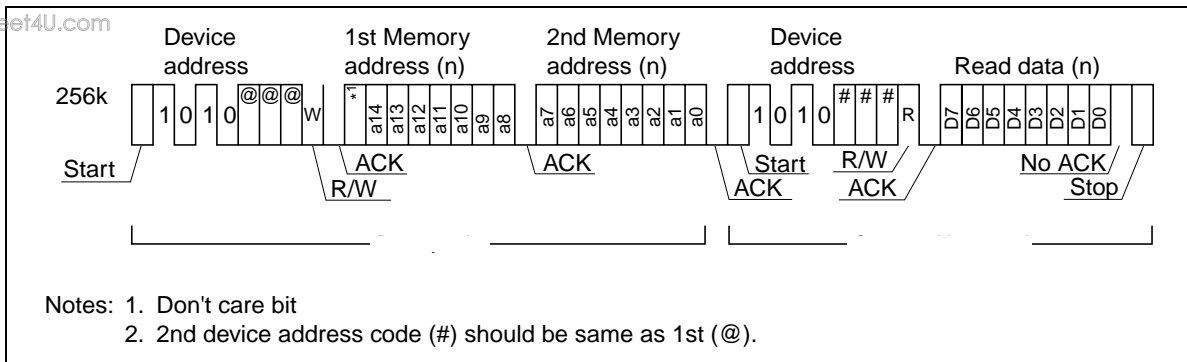 eet4U.com
Device address 1st Memory address (n) 2nd Memory address (n) Device address Read data (n)
256k 1 0 1 0 @ @ @ W *1 a14 a13 a12 a11 a10 a9 a8 a7 a6 a5 a4 a3 a2 a1 a0 1 0 1 0 # # # R D7 D6 D5 D4 D3 D2 D1 D0
Start ACK ACK Start R/W No ACK
R/W ACK ACK Stop
Notes: 1. Don't care bit
2. 2nd device address code (#) should be same as 1st (@).